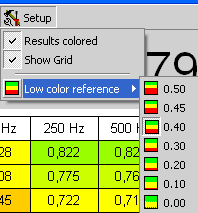 Setup
Results colored
Show Grid
79
Low color reference
0.50
0.45
0.40
0.30
0.20
0.10
0.00
Hz 250 Hz 500
28 0,822 0,82
08 0,775 0,76
45 0,722 0,71